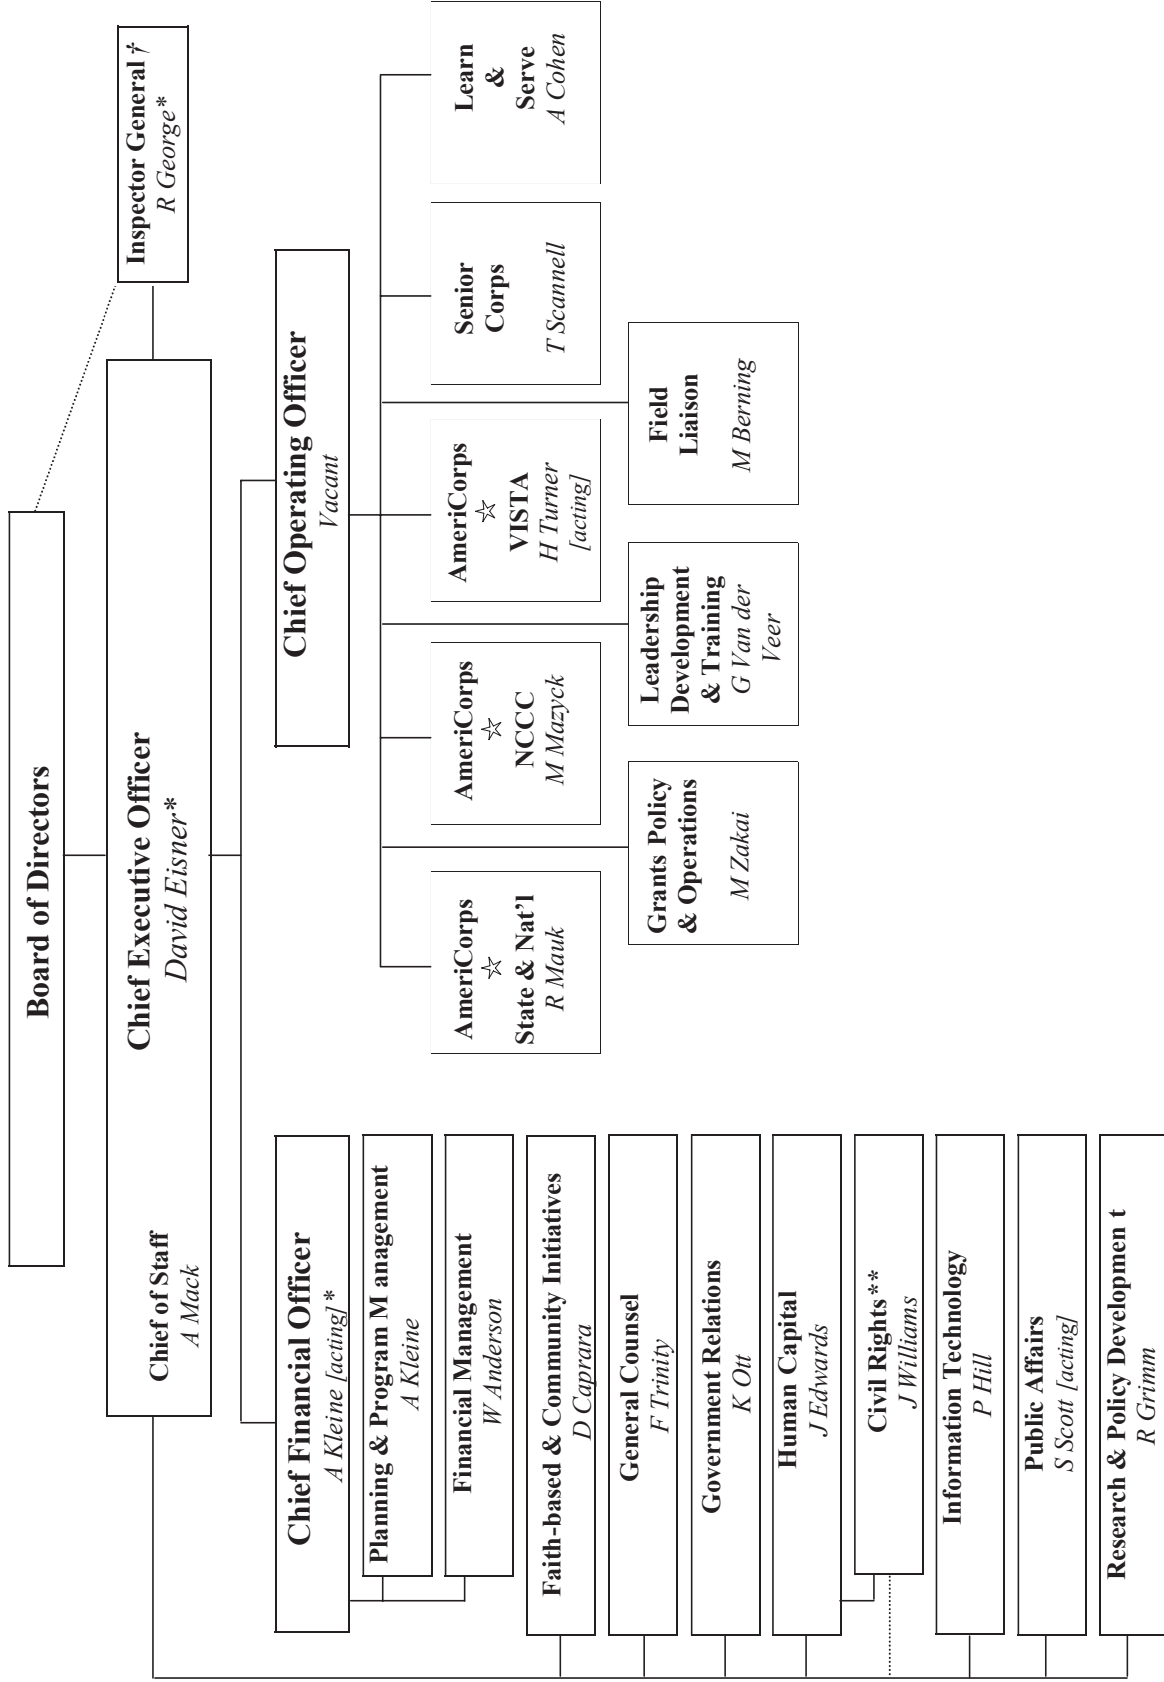 Board of Directors
Chief Executive Officer
David Eisner*
Chief of Staff
A Mack
Inspector General †
R George*
Chief Financial Officer
A Kleine [acting]*
Planning & Program M anagement
A Kleine
Financial Management
W Anderson
Faith-based & Community Initiatives
D Caprara
General Counsel
F Trinity
Government Relations
K Ott
Human Capital
J Edwards
Civil Rights**
J Williams
Information Technology
P Hill
Public Affairs
S Scott [acting]
Research & Policy Developmen t
R Grimm
Chief Operating Officer
Vacant
AmeriCorps
☆
State & Nat'l
R Mauk
AmeriCorps
☆
NCCC
M Mazyck
AmeriCorps
☆
VISTA
H Turner
[acting]
Senior
Corps
T Scannell
Learn
&
Serve
A Cohen
Grants Policy
& Operations
M Zakai
Leadership
Development
& Training
G Van der
Veer
Field
Liaison
M Berning